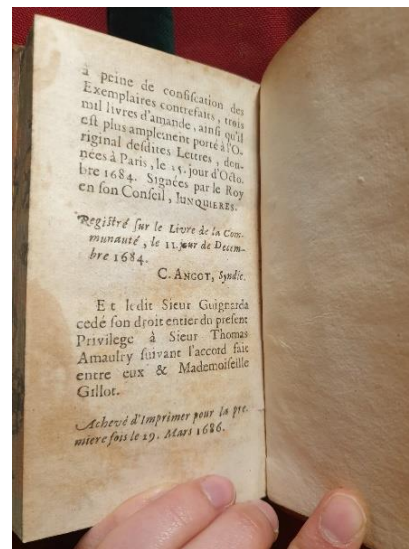 à peine de confiscation des
Exemplaires contrefaits, trois
mil livres d'amande, ainsi qu'il
est plus amplement porté à l'O-
riginal desdites Lettres, don-
nées à Paris, le 15. jour d'Octo-
bre 1684. Signées par le Roy
en son Conseil, JUNQUIERES.
Registré sur le Livre de la Com-
munauté, le 11. jour de Decem-
bre 1684.
C. ANGOT, Syndic.
Et ledit Sieur Guignard a
cedé son droit entier du present
Privilege à Sieur Thomas
Amaulry suivant l'accord fait
entre eux & Mademoiselle
Gillot.
Achevé d'Imprimer pour la pre-
miere fois le 19. Mars 1686.